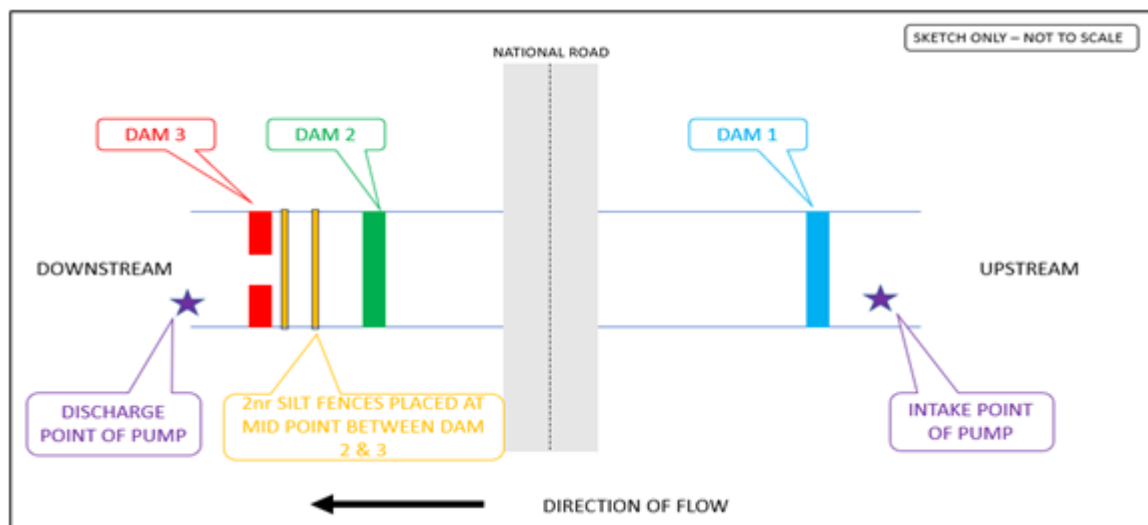 SKETCH ONLY – NOT TO SCALE
NATIONAL ROAD
DAM 3
DAM 2
DAM 1
DOWNSTREAM
UPSTREAM
DISCHARGE
POINT OF PUMP
2nr SILT FENCES PLACED AT
MID POINT BETWEEN DAM
2 & 3
INTAKE POINT
OF PUMP
DIRECTION OF FLOW